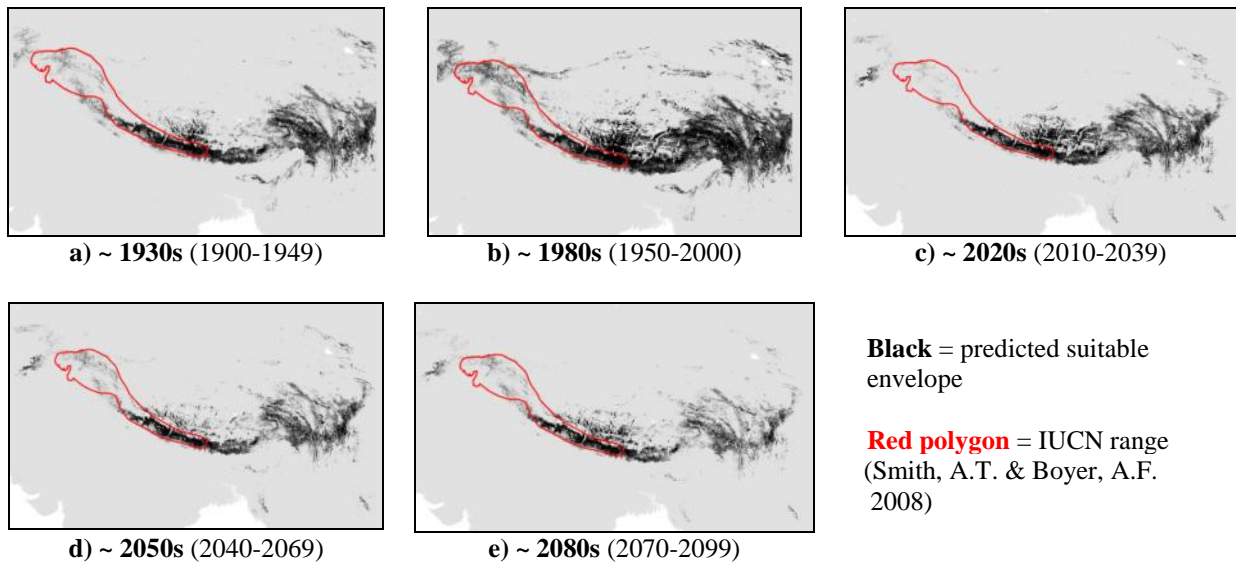 a) ~ 1930s (1900-1949)
b) ~ 1980s (1950-2000)
c) ~ 2020s (2010-2039)
d) ~ 2050s (2040-2069)
e) ~ 2080s (2070-2099)
Black = predicted suitable
envelope
Red polygon = IUCN range
(Smith, A.T. & Boyer, A.F.
2008)